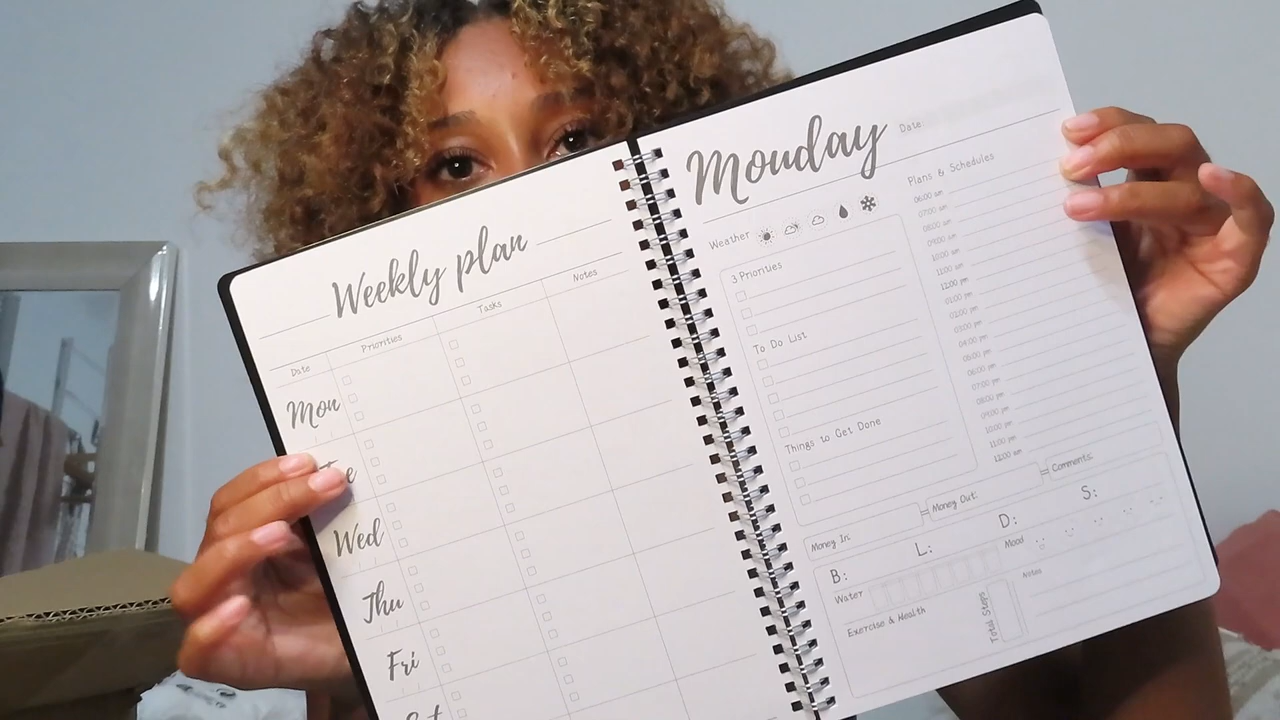 Weekly plan
Date Priorities Tasks Notes
Mon
Wed
Thu
Fri
Monday
Date:
Weather
3 Priorities
To Do List
Things to Get Done
Plans & Schedules
06:00 am
07:00 am
08:00 am
09:00 am
10:00 am
11:00 am
12:00 pm
01:00 pm
02:00 pm
03:00 pm
04:00 pm
05:00 pm
06:00 pm
07:00 pm
08:00 pm
09:00 pm
10:00 pm
11:00 pm
12:00 am
Money In: Money Out: Comments:
B: L: D: S:
Water Mood
Exercise & Health
Total Steps
Notes